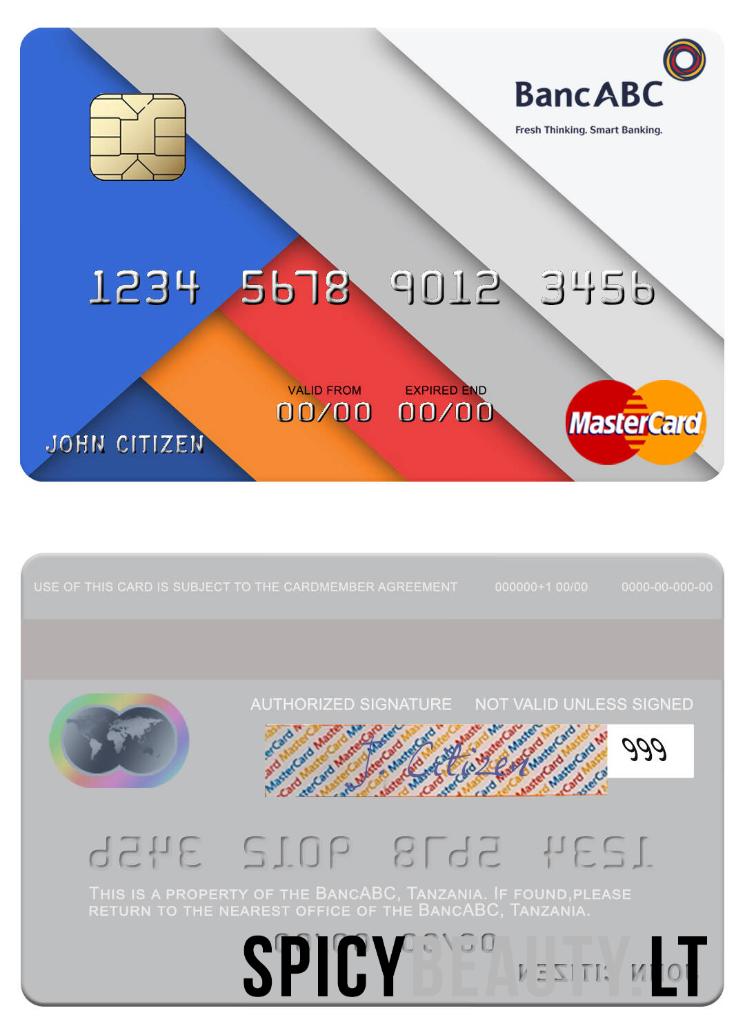 BancABC
Fresh Thinking. Smart Banking.
1234 5678 9012 3456
VALID FROM EXPIRED END
00/00 00/00
JOHN CITIZEN
MasterCard
USE OF THIS CARD IS SUBJECT TO THE CARDMEMBER AGREEMENT 000000+1 00/00 0000-00-000-00
AUTHORIZED SIGNATURE NOT VALID UNLESS SIGNED
MasterCard
J. Citizen
999
THIS IS A PROPERTY OF THE BANCABC, TANZANIA. IF FOUND,PLEASE
RETURN TO THE NEAREST OFFICE OF THE BANCABC, TANZANIA.
SPICYBEAUTY.LT